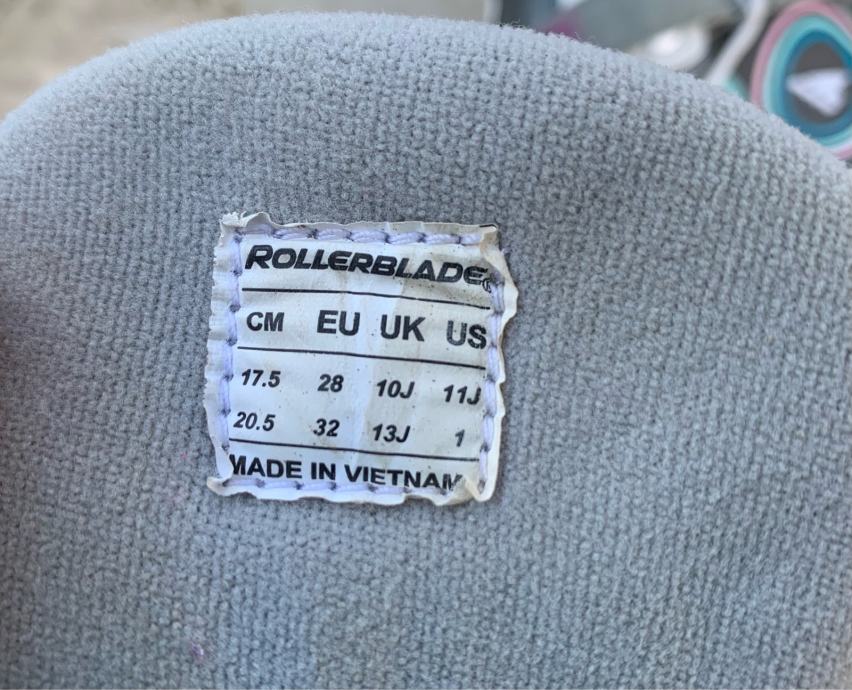 ROLLERBLADE®
CM EU UK US
17.5 28 10J 11J
20.5 32 13J 1
MADE IN VIETNAM